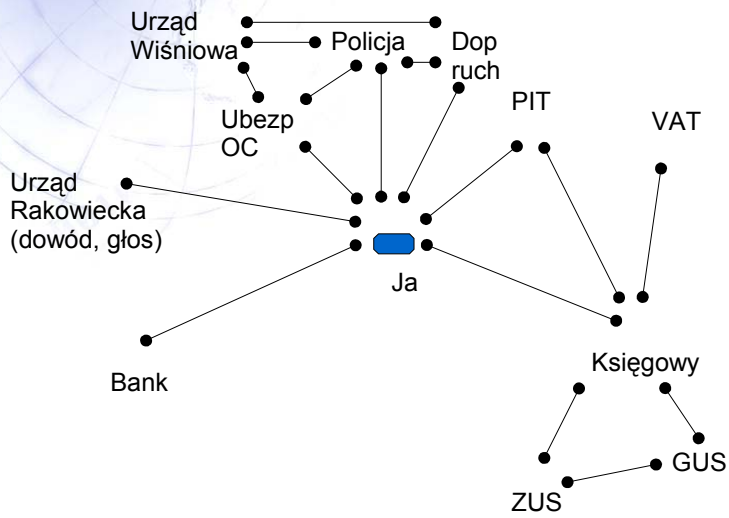 Urząd
Wiśniowa
Policja
Dop
ruch
Ubezp
OC
PIT
VAT
Urząd
Rakowiecka
(dowód, głos)
Ja
Bank
Księgowy
GUS
ZUS